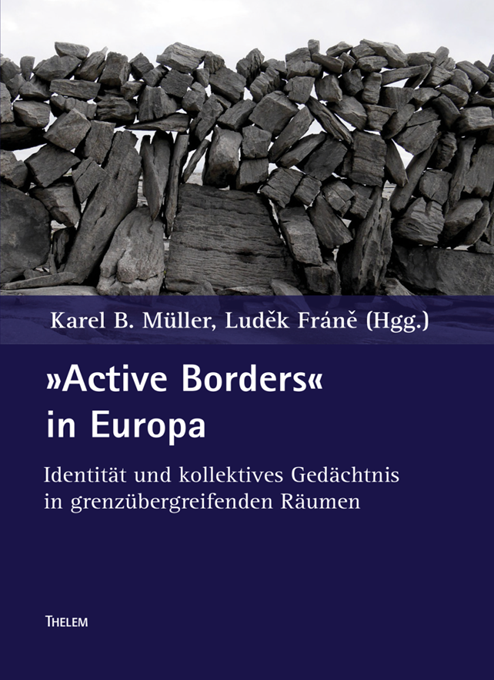 Karel B. Müller, Luděk Fráně (Hgg.)
»Active Borders«
in Europa
Identität und kollektives Gedächtnis
in grenzübergreifenden Räumen
THELEM